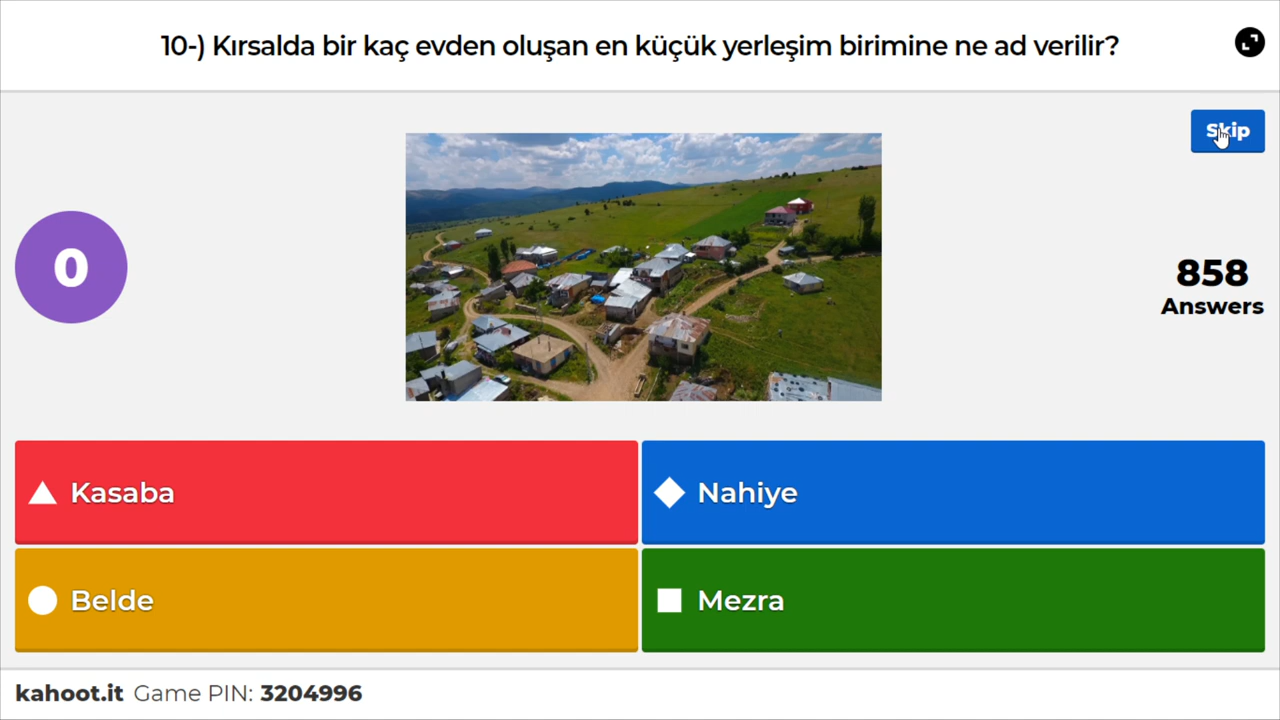 10-) Kırsalda bir kaç evden oluşan en küçük yerleşim birimine ne ad verilir?
Skip
0
858
Answers
Kasaba
Nahiye
Belde
Mezra
kahoot.it Game PIN: 3204996